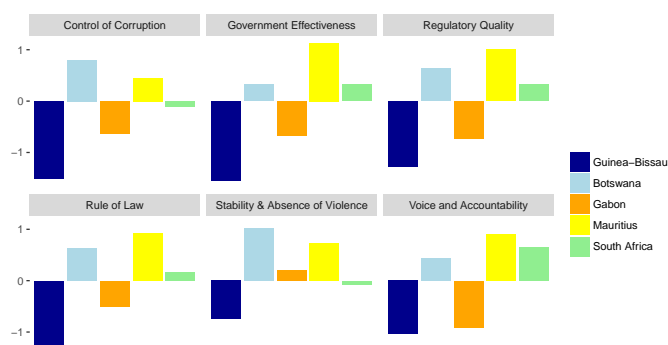 Control of Corruption
Government Effectiveness
Regulatory Quality
1
0
−1
Rule of Law
Stability & Absence of Violence
Voice and Accountability
1
0
−1
Guinea−Bissau
Botswana
Gabon
Mauritius
South Africa